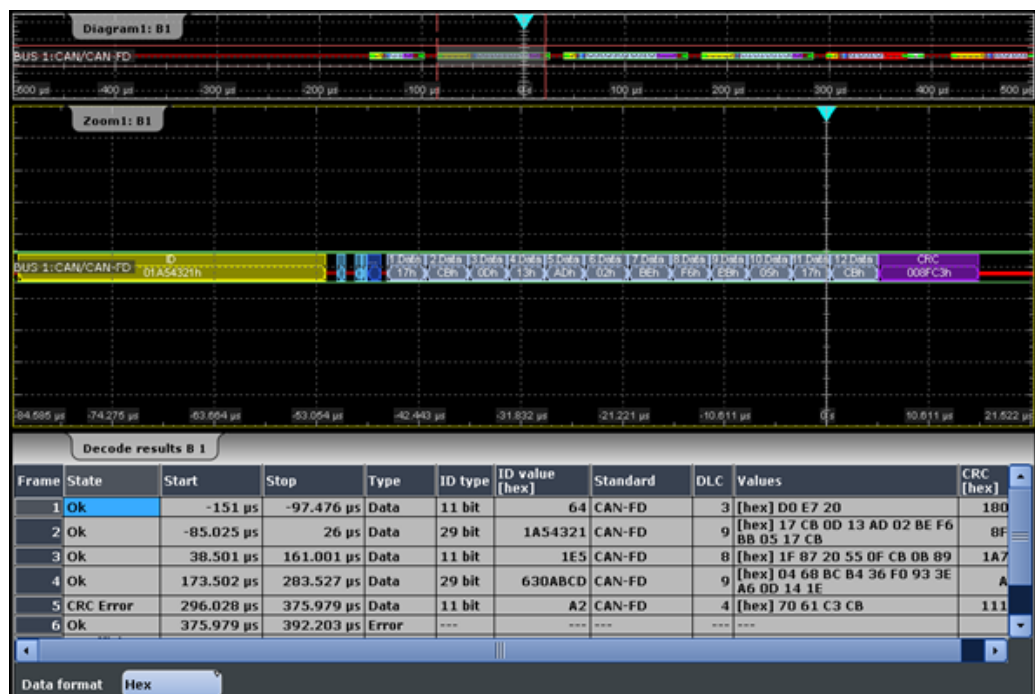 Diagram1: B1
BUS 1:CAN/CAN-FD
-600 µs -400 µs -300 µs -200 µs -100 µs 0s 100 µs 200 µs 300 µs 400 µs 500 µs
Zoom1: B1
ID 1.Data 2.Data 3.Data 4.Data 5.Data 6.Data 7.Data 8.Data 9.Data 10.Data 11.Data 12.Data CRC
BUS 1:CAN/CAN-FD 01A54321h 17h CBh 0Dh 13h ADh 02h BEh F6h BBh 05h 17h CBh 008FC3h
-84.585 µs -74.275 µs -63.664 µs -53.054 µs -42.443 µs -31.832 µs -21.221 µs -10.611 µs 0s 10.611 µs 21.522 µs
Decode results B 1
Frame State Start Stop Type ID type ID value [hex] Standard DLC Values CRC [hex]
1 Ok -151 µs -97.476 µs Data 11 bit 64 CAN-FD 3 [hex] D0 E7 20 180
2 Ok -85.025 µs 26 µs Data 29 bit 1A54321 CAN-FD 9 [hex] 17 CB 0D 13 AD 02 BE F6 8F
BB 05 17 CB
3 Ok 38.501 µs 161.001 µs Data 11 bit 1E5 CAN-FD 8 [hex] 1F 87 20 55 0F CB 0B 89 1A7
4 Ok 173.502 µs 283.527 µs Data 29 bit 630ABCD CAN-FD 9 [hex] 04 68 BC B4 36 F0 93 3E A
A6 0D 14 1E
5 CRC Error 296.028 µs 375.979 µs Data 11 bit A2 CAN-FD 4 [hex] 70 61 C3 CB 111
6 Ok 375.979 µs 392.203 µs Error --- --- --- --- ---
Data format Hex